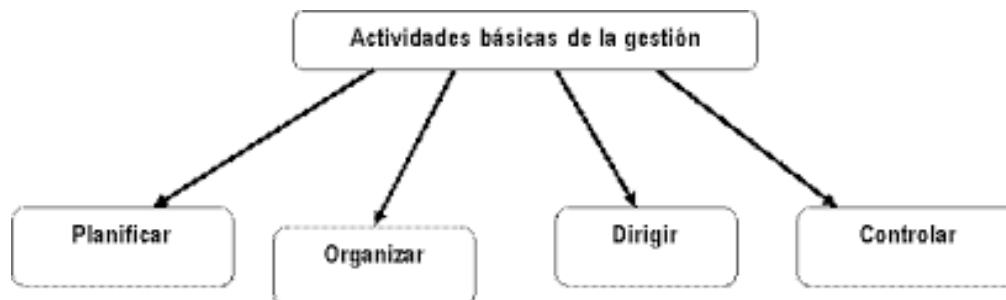 Actividades básicas de la gestión
Planificar
Organizar
Dirigir
Controlar